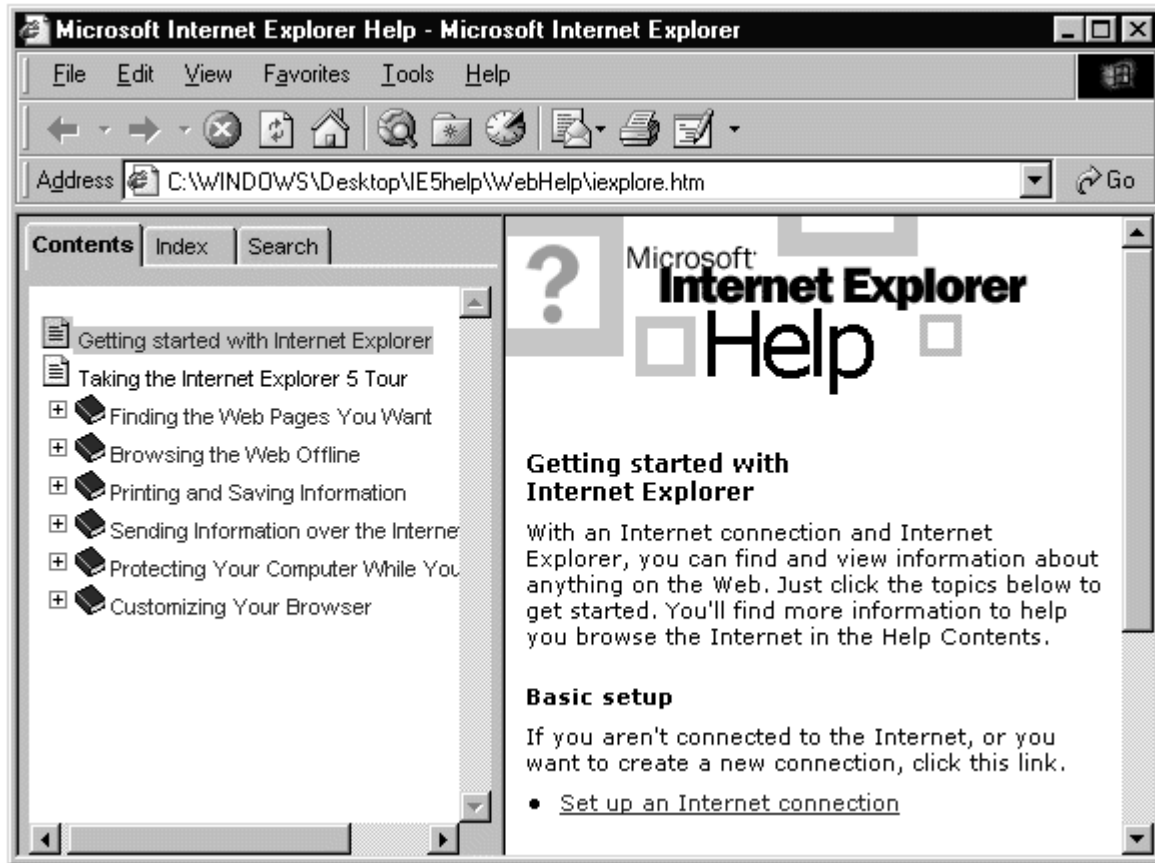 Microsoft Internet Explorer Help - Microsoft Internet Explorer
File Edit View Favorites Tools Help
Address C:\WINDOWS\Desktop\IE5help\WebHelp\iexplore.htm Go
Contents Index Search
Getting started with Internet Explorer
Taking the Internet Explorer 5 Tour
Finding the Web Pages You Want
Browsing the Web Offline
Printing and Saving Information
Sending Information over the Interne
Protecting Your Computer While You
Customizing Your Browser
?
Microsoft
Internet Explorer
Help
Getting started with
Internet Explorer
With an Internet connection and Internet
Explorer, you can find and view information about
anything on the Web. Just click the topics below to
get started. You'll find more information to help
you browse the Internet in the Help Contents.
Basic setup
If you aren't connected to the Internet, or you
want to create a new connection, click this link.
• Set up an Internet connection